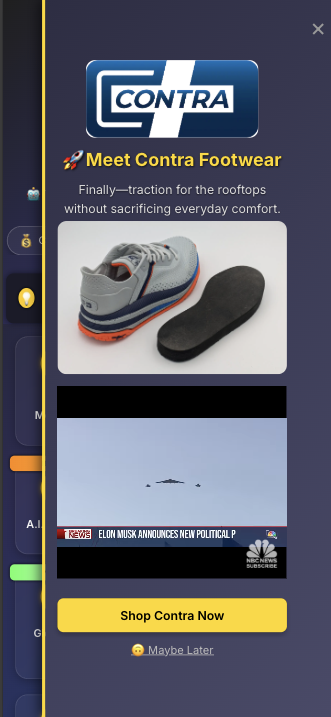 ×
CONTRA
🚀Meet Contra Footwear
Finally—traction for the rooftops
without sacrificing everyday comfort.
NEWS
ELON MUSK ANNOUNCES NEW POLITICAL P
NBC NEWS
SUBSCRIBE
Shop Contra Now
🙃 Maybe Later
M
A.I.
G